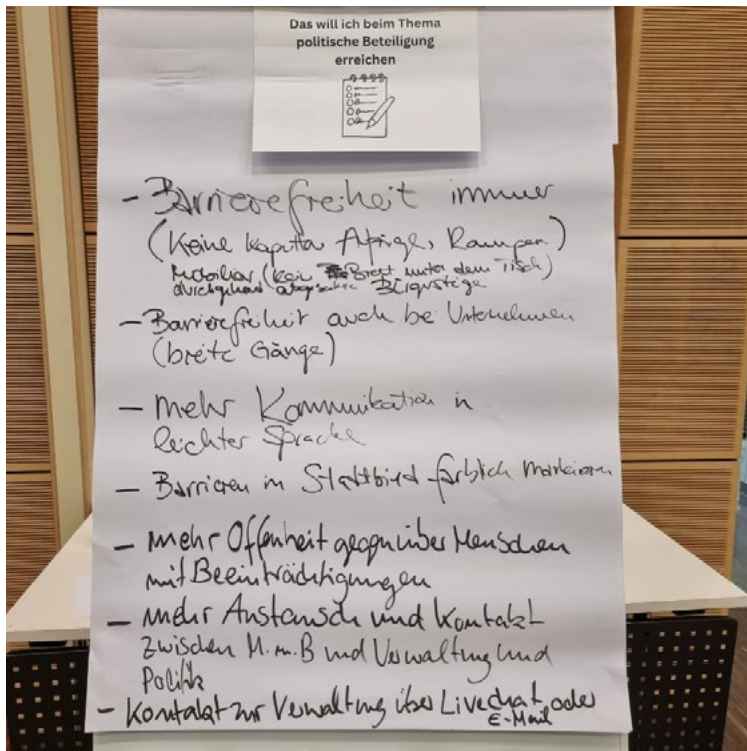 Das will ich beim Thema
politische Beteiligung
erreichen
- Barrierefreiheit immer
(Keine kaputten Aufzüge, Rampen)
Mobiliar (kein Brett unter dem Tisch)
durchgehend abgesenkte Bürgersteige
- Barrierefreiheit auch be Unternehmen
(breite Gänge)
- mehr Kommunikation in
leichter Sprache
- Barrieren im Stadtbild farblich markieren
- mehr Offenheit gegenüber Menschen
mit Beeinträchtigungen
- mehr Austausch und Kontakt
zwischen M.m.B und Verwaltung und
Politik
- Kontakt zur Verwaltung über Livechat oder
E-Mail